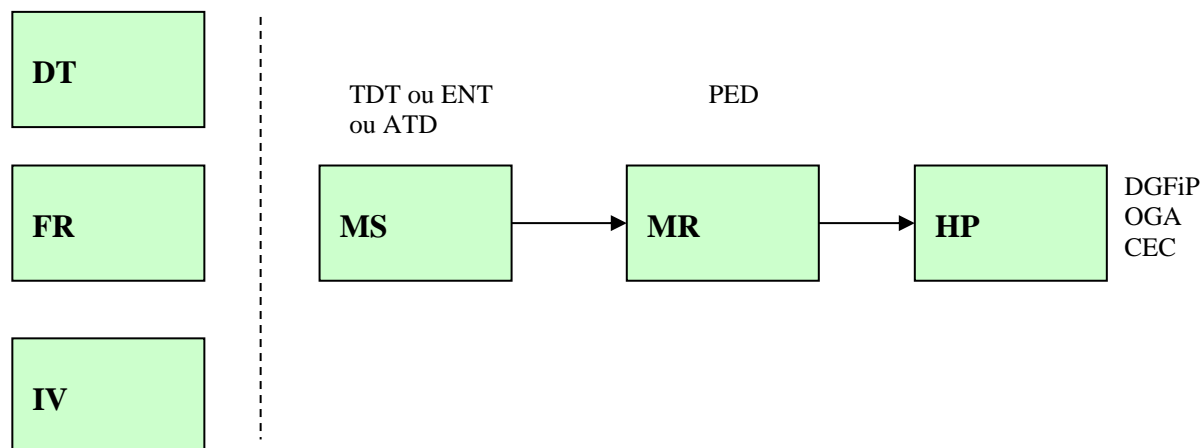 DT
TDT ou ENT
ou ATD
PED
FR
MS
MR
HP
DGFiP
OGA
CEC
IV